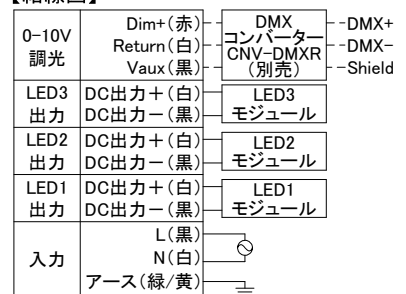 0-10V
調光
Dim+(赤)
Return(白)
Vaux(黒)
DMX
コンバーター
CNV-DMXR
(別売)
DMX+
DMX-
Shield
LED3
出力
DC出力+(白)
DC出力-(黒)
LED3
モジュール
LED2
出力
DC出力+(白)
DC出力-(黒)
LED2
モジュール
LED1
出力
DC出力+(白)
DC出力-(黒)
LED1
モジュール
入力
L(黒)
N(白)
アース(緑/黄)